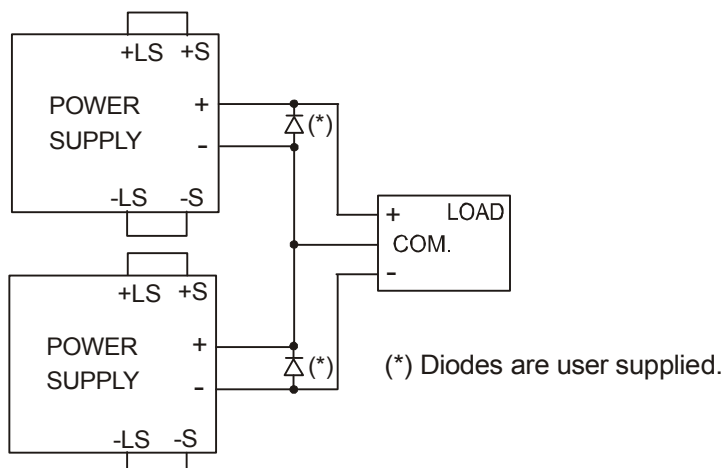 +LS +S
POWER
SUPPLY
+
-
(*)
-LS -S
+ LOAD
COM.
-
+LS +S
POWER
SUPPLY
+
-
(*)
(*) Diodes are user supplied.
-LS -S